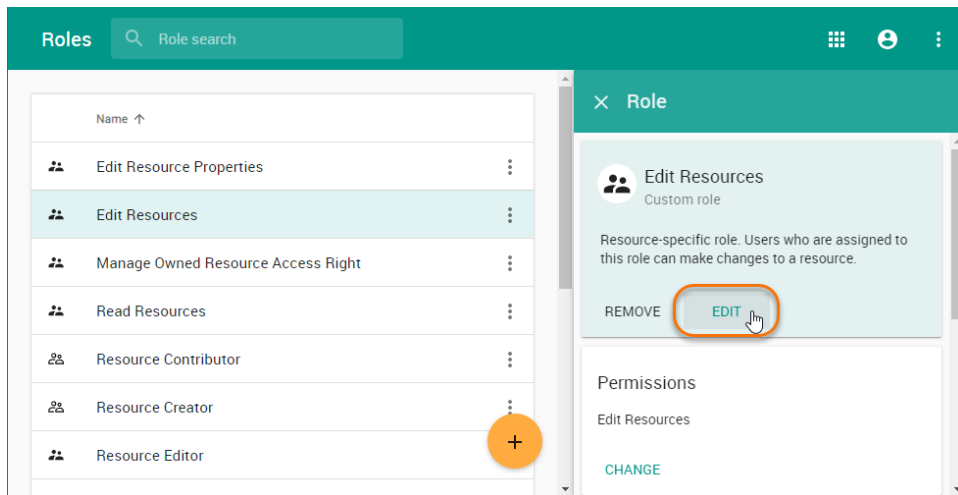 Roles
Role search
Name
Edit Resource Properties
Edit Resources
Manage Owned Resource Access Right
Read Resources
Resource Contributor
Resource Creator
Resource Editor
Role
Edit Resources
Custom role
Resource-specific role. Users who are assigned to
this role can make changes to a resource.
REMOVE EDIT
Permissions
Edit Resources
CHANGE